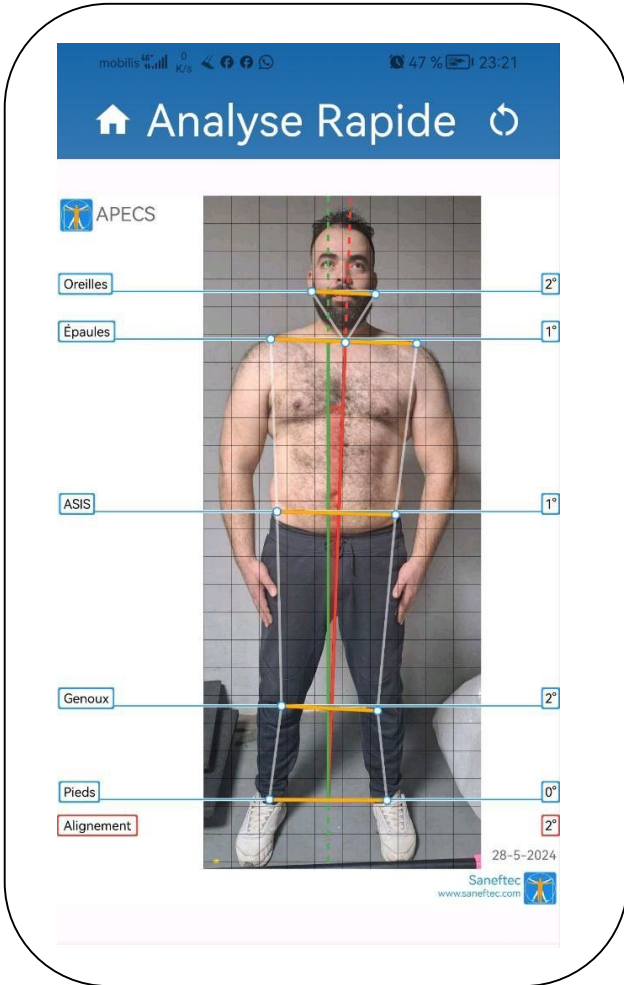 mobilis 4G+ 0 K/s 47 % 23:21
Analyse Rapide
APECS
Oreilles 2°
Épaules 1°
ASIS 1°
Genoux 2°
Pieds 0°
Alignement 2°
28-5-2024
Saneftec
www.saneftec.com